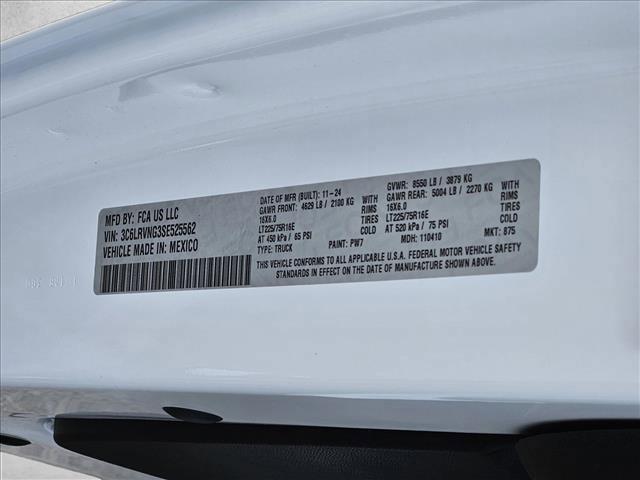 MFD BY: FCA US LLC
VIN: 3C6LRVNG3SE525562
VEHICLE MADE IN: MEXICO
DATE OF MFR (BUILT): 11-24
GAWR FRONT: 4629 LB / 2100 KG WITH
16X6.0 RIMS
LT225/75R16E TIRES
AT 450 kPa / 65 PSI COLD
TYPE: TRUCK PAINT: PW7
GVWR: 8550 LB / 3879 KG
GAWR REAR: 5004 LB / 2270 KG WITH
16X6.0 RIMS
LT225/75R16E TIRES
AT 520 kPa / 75 PSI COLD
MDH: 110410 MKT: 875
THIS VEHICLE CONFORMS TO ALL APPLICABLE U.S.A. FEDERAL MOTOR VEHICLE SAFETY
STANDARDS IN EFFECT ON THE DATE OF MANUFACTURE SHOWN ABOVE.